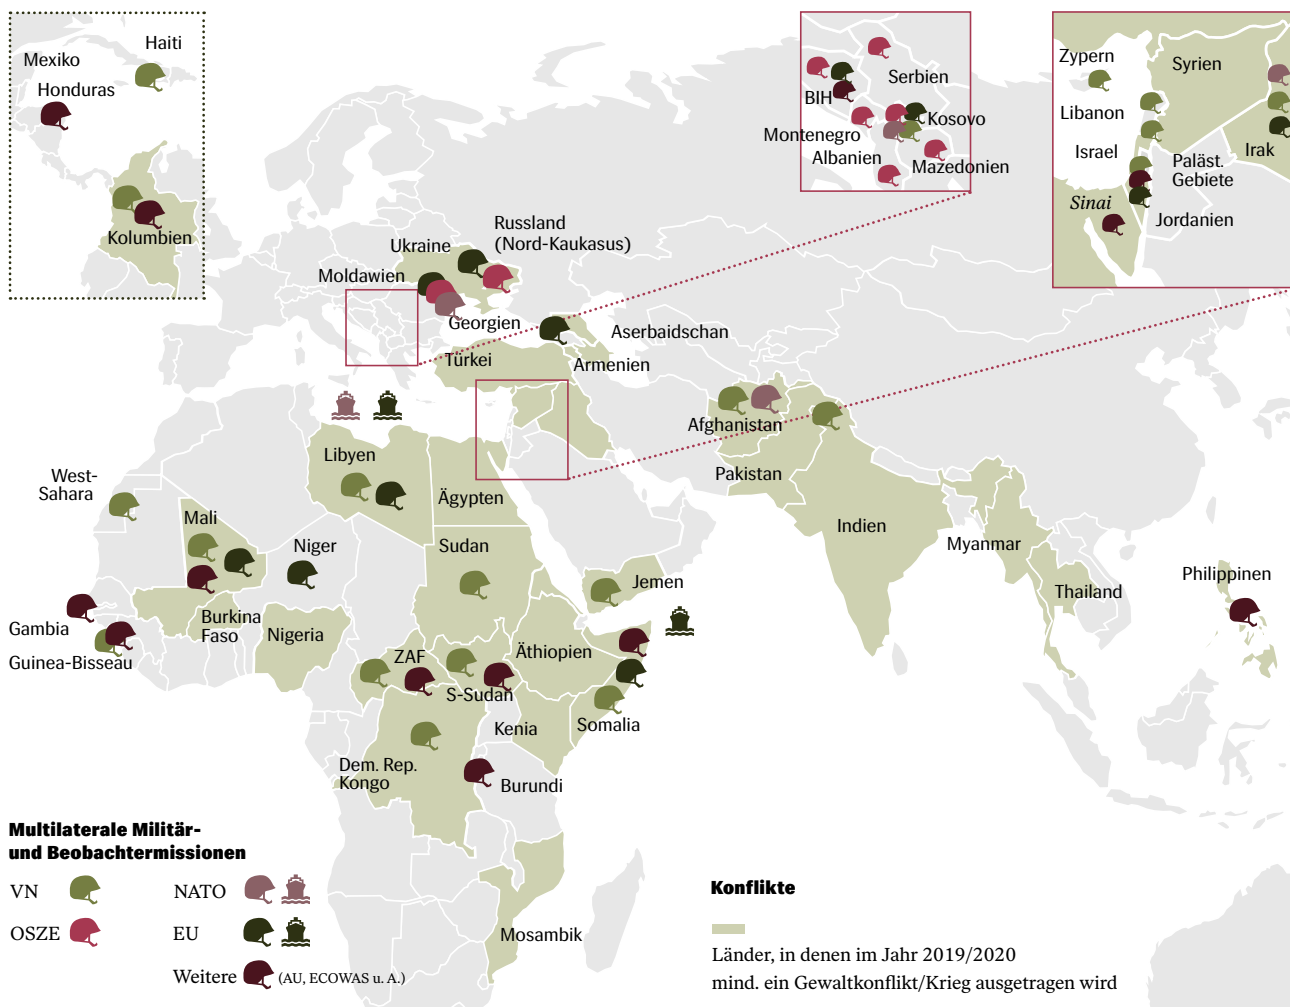 Haiti
Mexiko
Honduras
Kolumbien
Serbien
BIH
Kosovo
Montenegro
Albanien
Mazedonien
Zypern
Syrien
Libanon
Israel
Irak
Paläst.
Gebiete
Sinai
Jordanien
Russland
(Nord-Kaukasus)
Ukraine
Moldawien
Georgien
Aserbaidschan
Türkei
Armenien
Afghanistan
Pakistan
Libyen
Ägypten
West-
Sahara
Mali
Niger
Sudan
Indien
Myanmar
Jemen
Thailand
Philippinen
Gambia
Burkina
Faso
Nigeria
Guinea-Bissau
ZAF
Äthiopien
S-Sudan
Kenia
Somalia
Dem. Rep.
Kongo
Burundi
Mosambik
Multilaterale Militär-
und Beobachtermissionen
VN
NATO
OSZE
EU
Weitere (AU, ECOWAS u. A.)
Konflikte
Länder, in denen im Jahr 2019/2020
mind. ein Gewaltkonflikt/Krieg ausgetragen wird